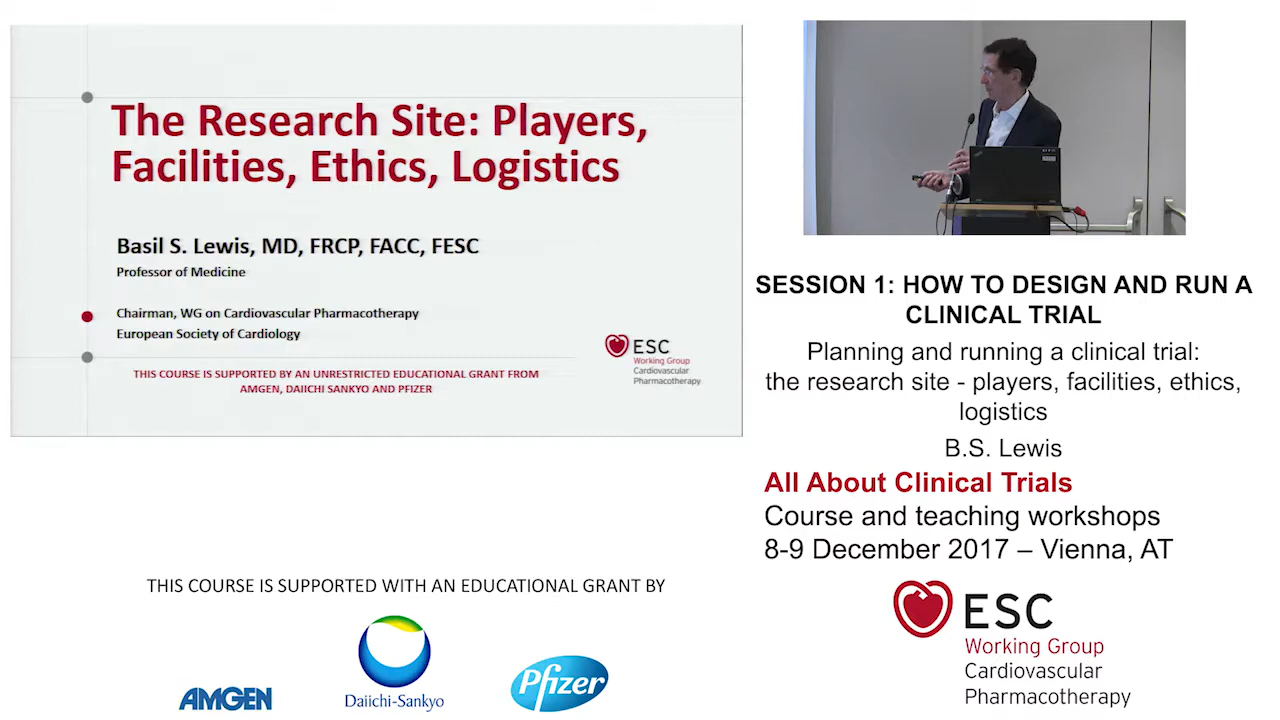 The Research Site: Players,
Facilities, Ethics, Logistics
Basil S. Lewis, MD, FRCP, FACC, FESC
Professor of Medicine
Chairman, WG on Cardiovascular Pharmacotherapy
European Society of Cardiology
ESC
Working Group
Cardiovascular
Pharmacotherapy
THIS COURSE IS SUPPORTED BY AN UNRESTRICTED EDUCATIONAL GRANT FROM
AMGEN, DAIICHI SANKYO AND PFIZER
SESSION 1: HOW TO DESIGN AND RUN A
CLINICAL TRIAL
Planning and running a clinical trial:
the research site - players, facilities, ethics,
logistics
B.S. Lewis
All About Clinical Trials
Course and teaching workshops
8-9 December 2017 – Vienna, AT
THIS COURSE IS SUPPORTED WITH AN EDUCATIONAL GRANT BY
AMGEN
Daiichi-Sankyo
Pfizer
ESC
Working Group
Cardiovascular
Pharmacotherapy